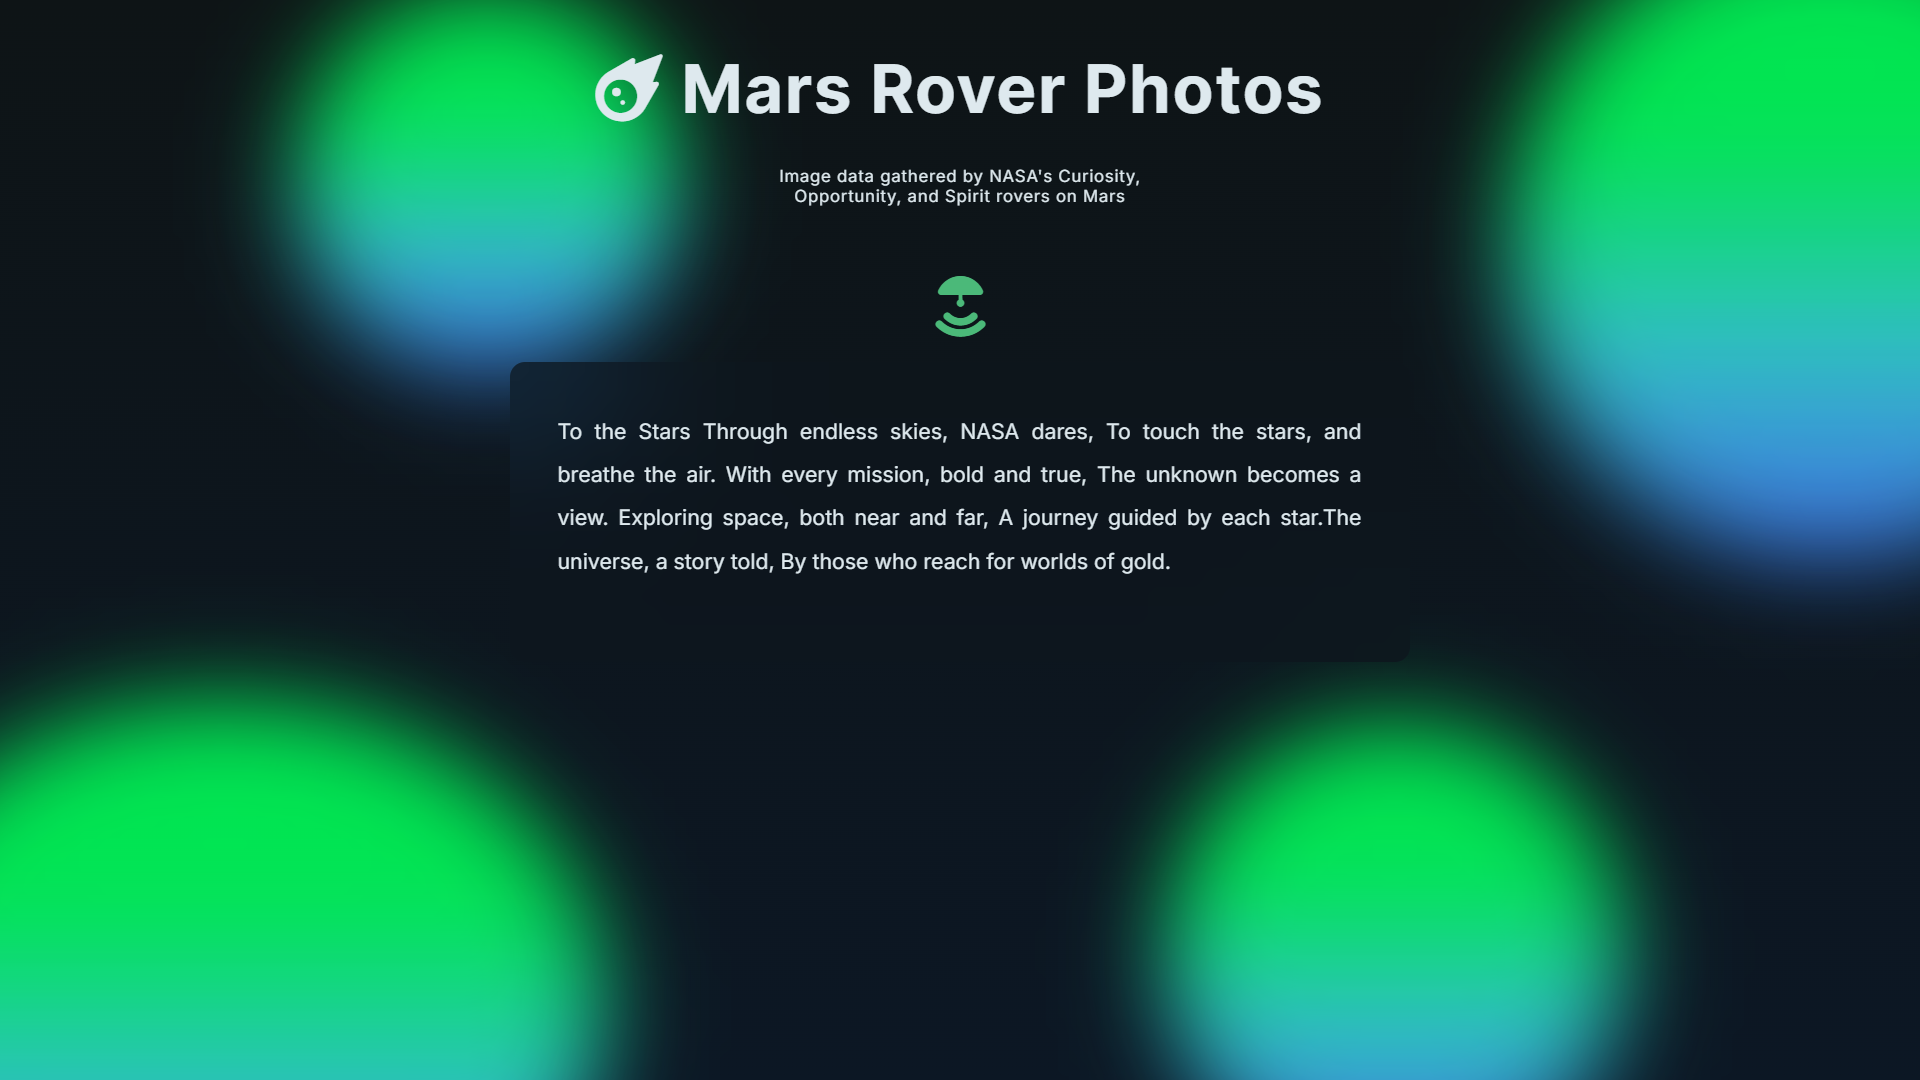 Mars Rover Photos
Image data gathered by NASA's Curiosity,
Opportunity, and Spirit rovers on Mars
To the Stars Through endless skies, NASA dares, To touch the stars, and
breathe the air. With every mission, bold and true, The unknown becomes a
view. Exploring space, both near and far, A journey guided by each star.The
universe, a story told, By those who reach for worlds of gold.